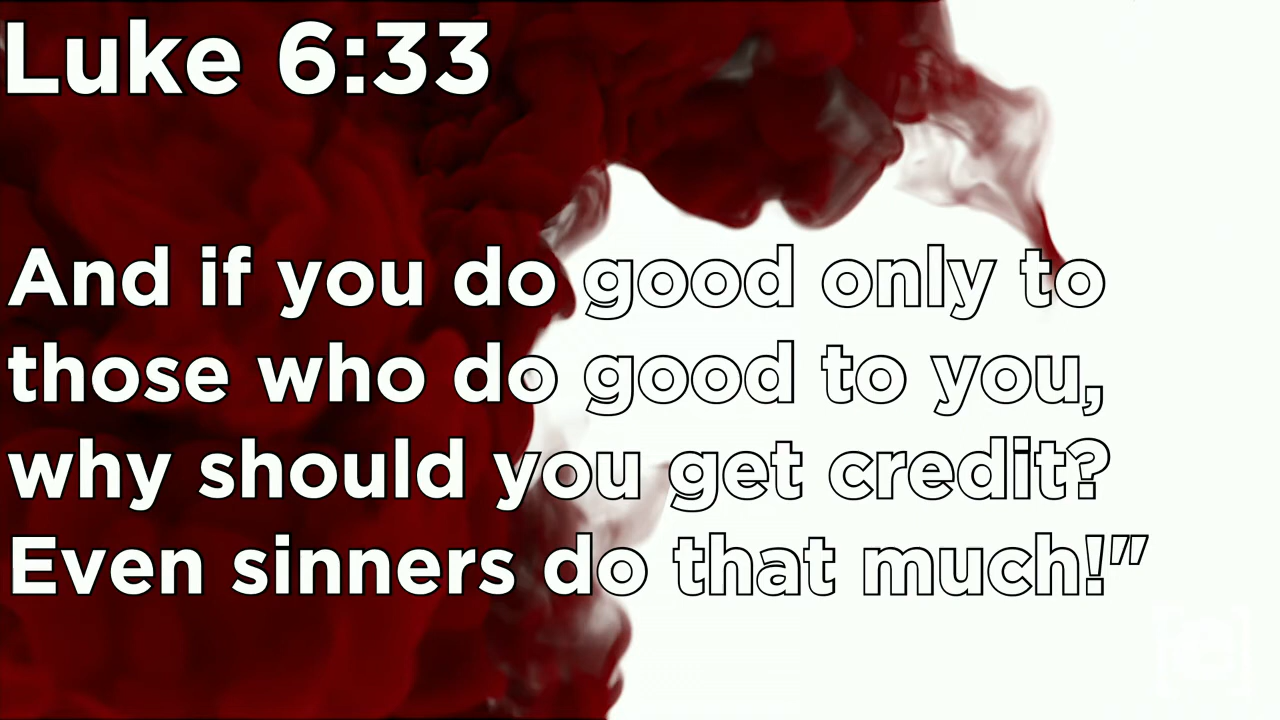 Luke 6:33
And if you do good only to
those who do good to you,
why should you get credit?
Even sinners do that much!"
[e]